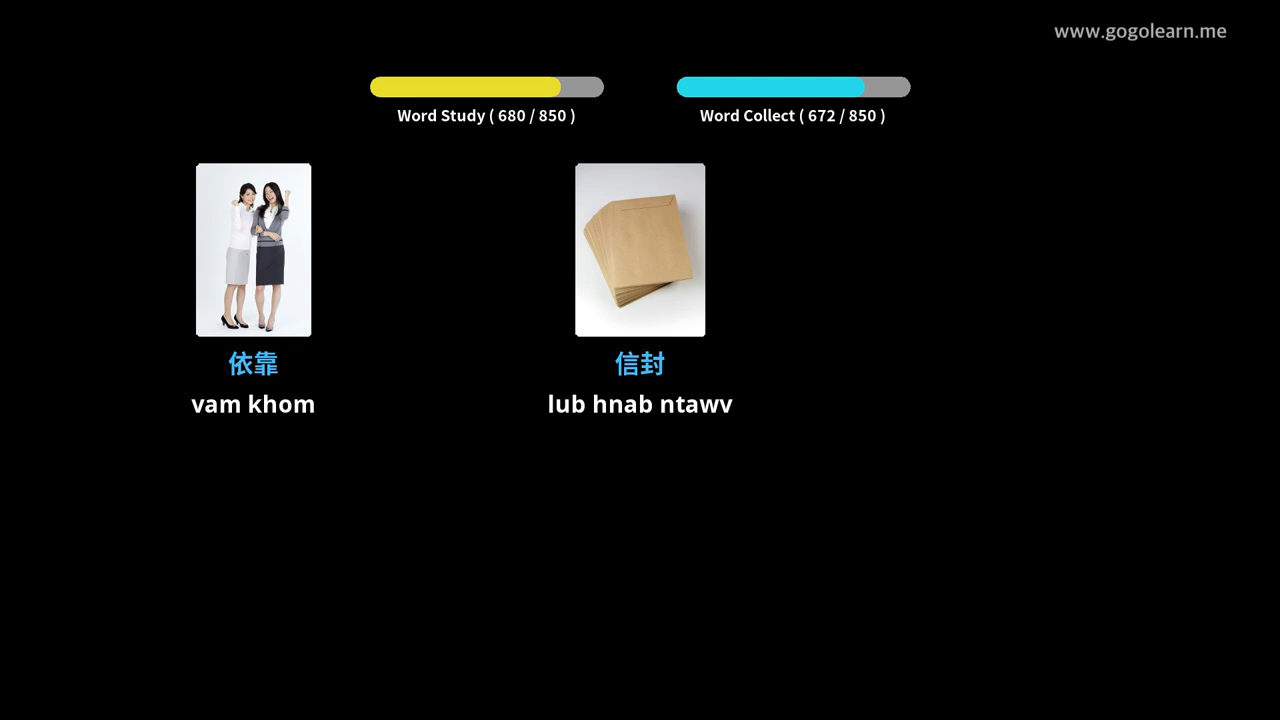 www.gogolearn.me
Word Study ( 680 / 850 )
Word Collect ( 672 / 850 )
依靠
vam khom
信封
lub hnab ntawv